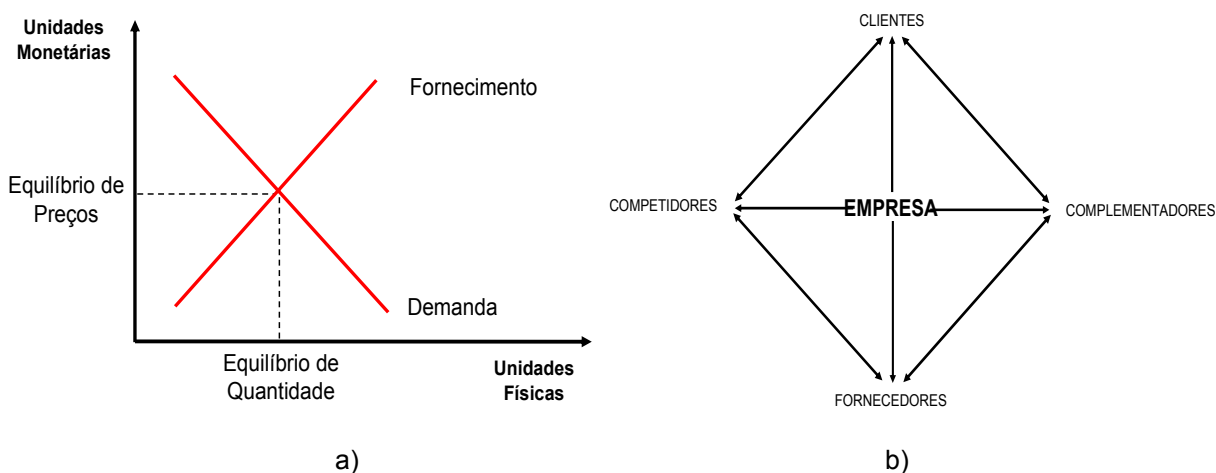 Unidades
Monetárias
Fornecimento
Equilíbrio de
Preços
Demanda
Equilíbrio de
Quantidade
Unidades
Físicas
a)
CLIENTES
COMPETIDORES
EMPRESA
COMPLEMENTADORES
FORNECEDORES
b)